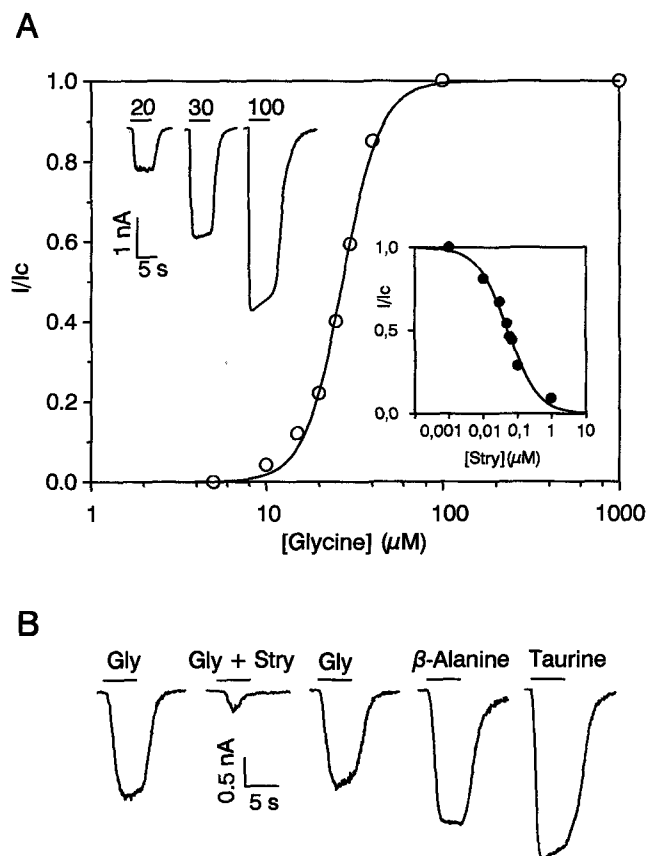 A
1.0
0.8
0.6
0.4
0.2
0.0
I/Ic
20 30 100
1 nA
5 s
1,0
0,5
0,0
I/Ic
0,001 0,01 0,1 1 10
[Stry](μM)
1 10 100 1000
[Glycine] (μM)
B
Gly Gly + Stry Gly β-Alanine Taurine
0.5 nA
5 s